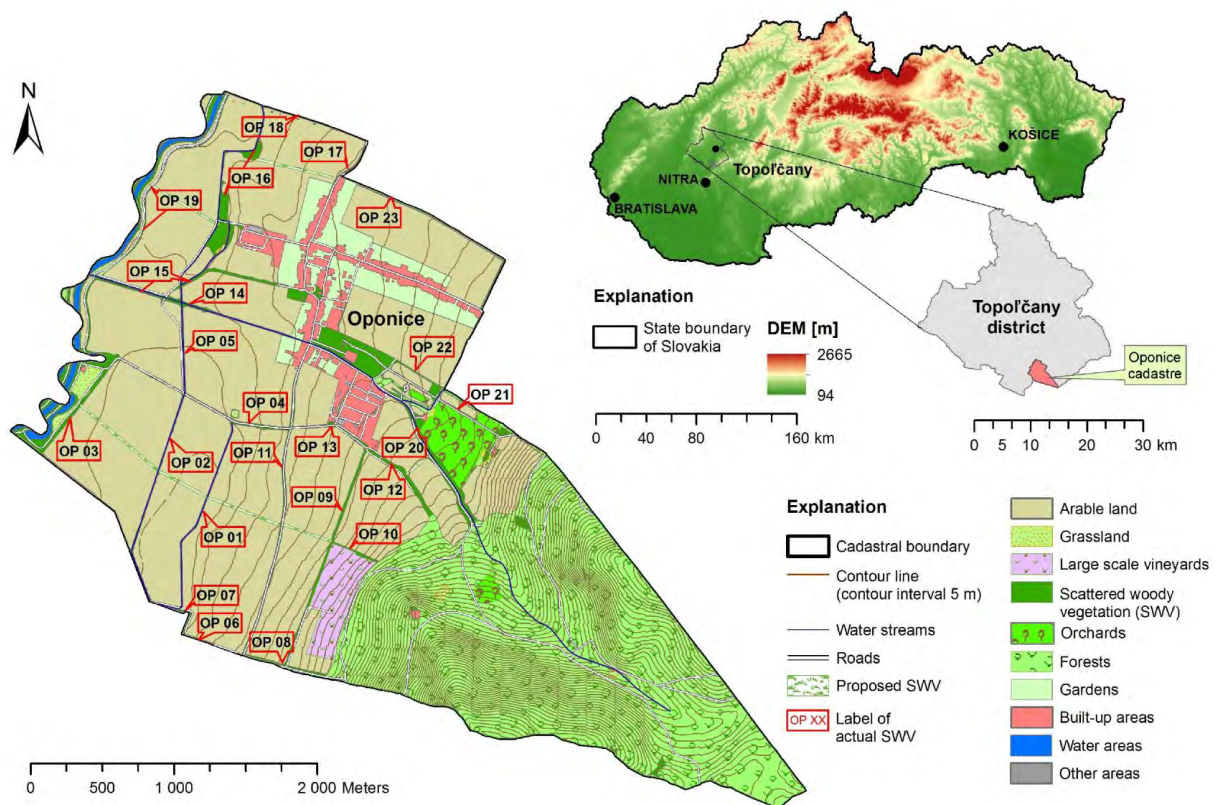 N
OP 18
OP 17
OP 16
OP 19
OP 23
OP 15
OP 14
Oponice
OP 05
OP 22
OP 21
OP 04
OP 03
OP 02
OP 11
OP 13
OP 20
OP 12
OP 09
OP 01
OP 10
OP 07
OP 06
OP 08
0 500 1 000 2 000 Meters
KOŠICE
Topoľčany
NITRA
BRATISLAVA
Explanation
State boundary
of Slovakia
DEM [m]
2665
94
0 40 80 160 km
Topoľčany
district
Oponice
cadastre
0 10 20 30 km
Explanation
Cadastral boundary
Contour line
(contour interval 5 m)
Water streams
Roads
Proposed SWV
OP XX
Label of
actual SWV
Arable land
Grassland
Large scale vineyards
Scattered woody
vegetation (SWV)
Orchards
Forests
Gardens
Built-up areas
Water areas
Other areas